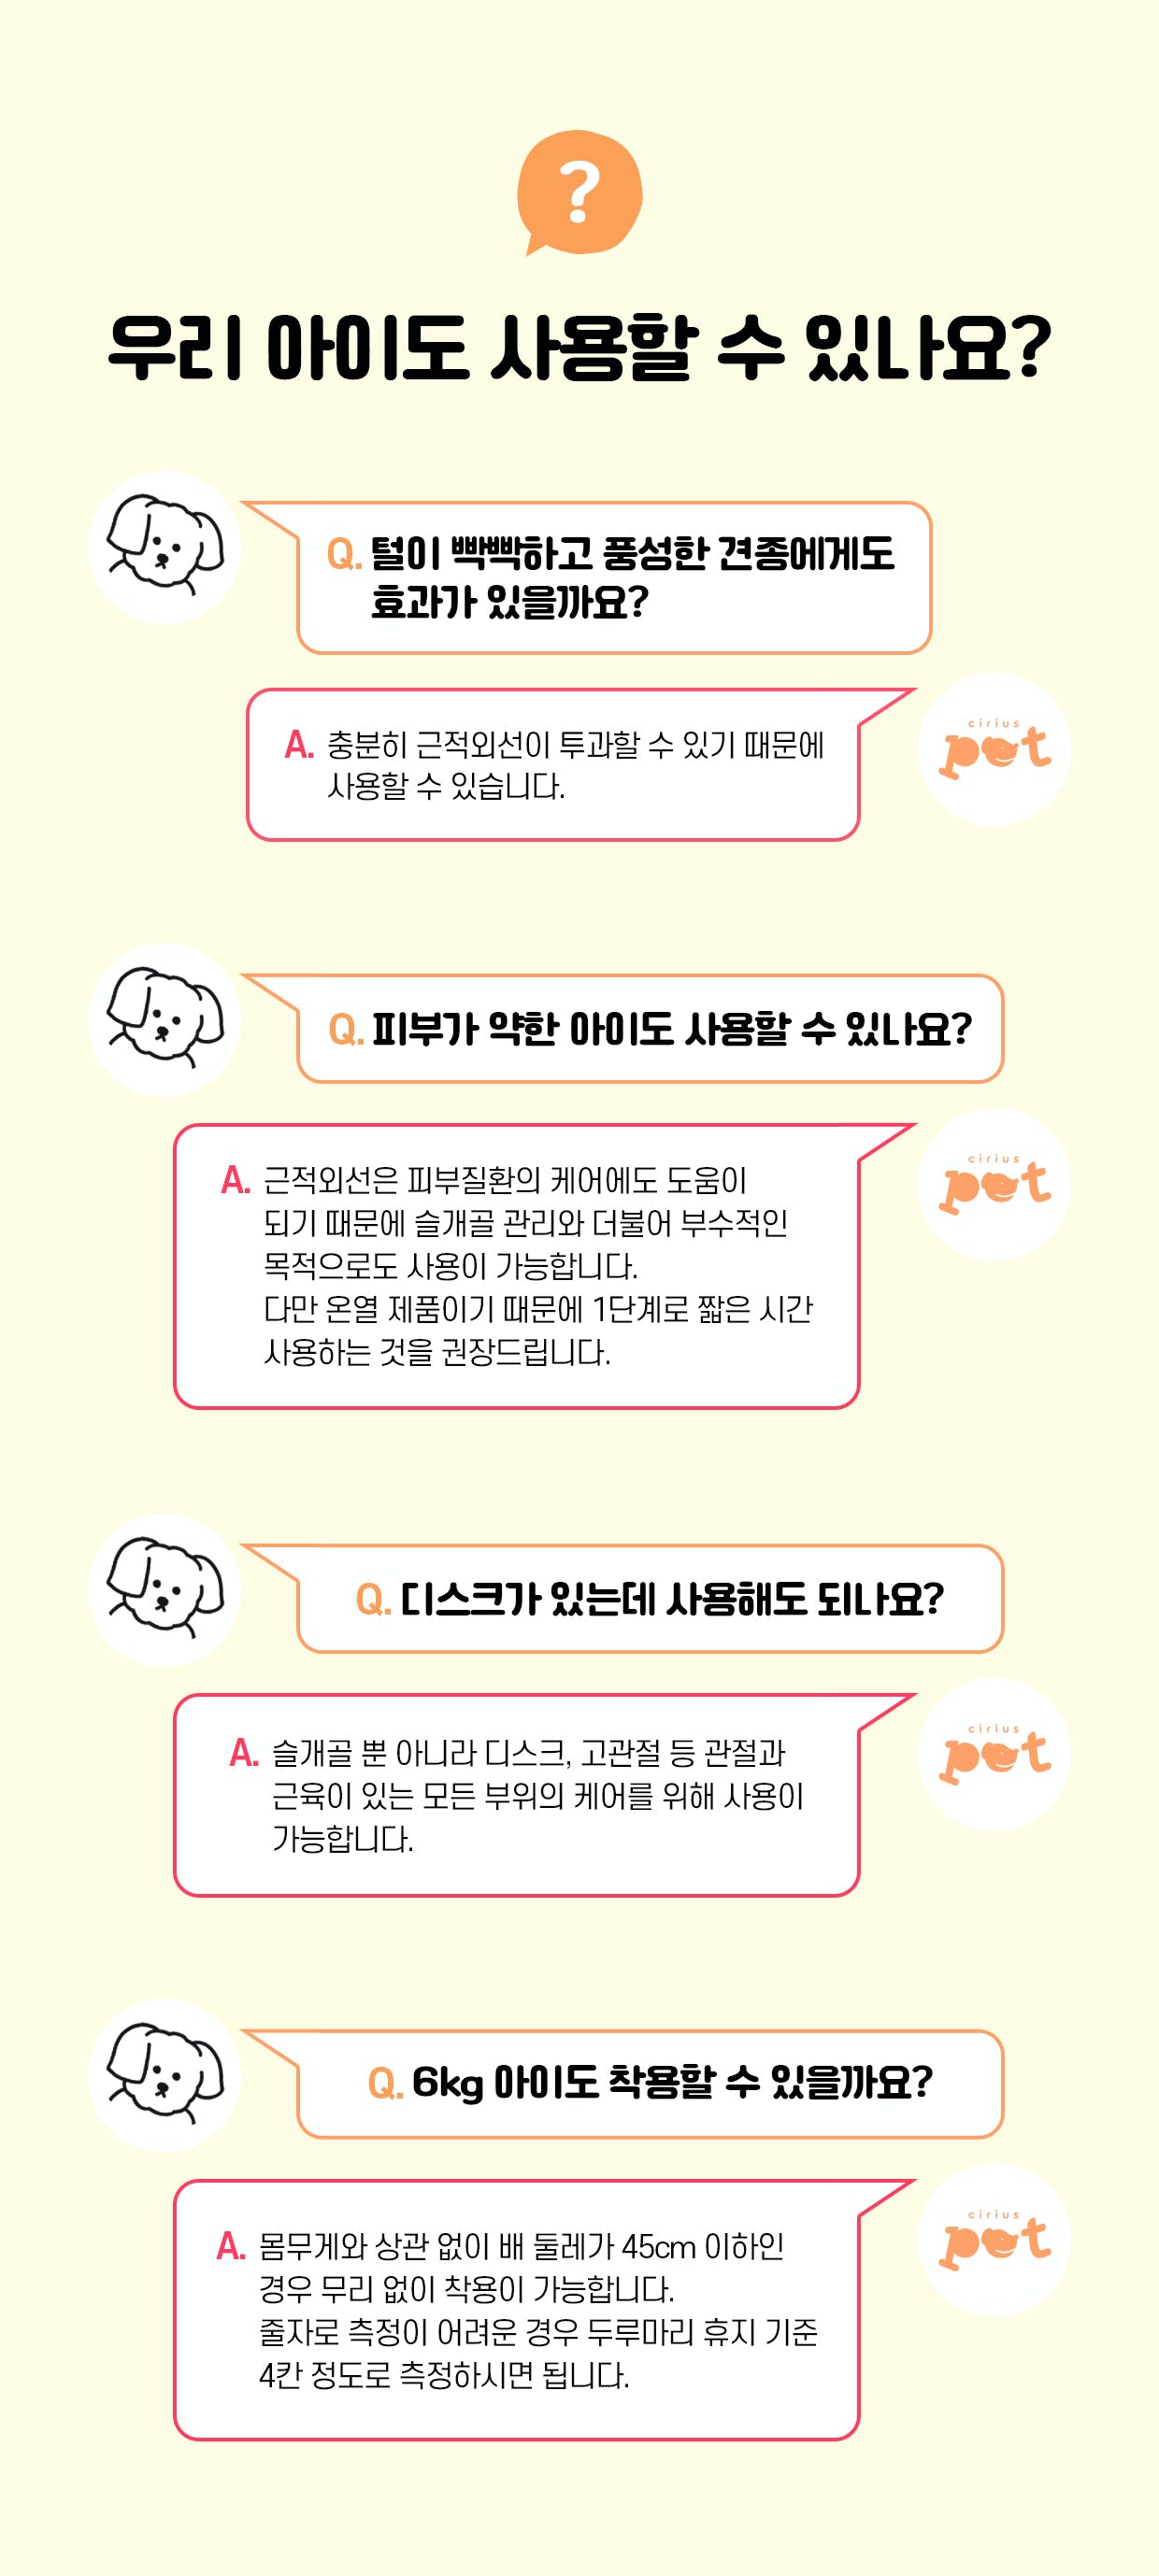 ?
우리 아이도 사용할 수 있나요?
Q. 털이 빡빡하고 풍성한 견종에게도
효과가 있을까요?
A. 충분히 근적외선이 투과할 수 있기 때문에
사용할 수 있습니다.
cirius
pet
Q. 피부가 약한 아이도 사용할 수 있나요?
A. 근적외선은 피부질환의 케어에도 도움이
되기 때문에 슬개골 관리와 더불어 부수적인
목적으로도 사용이 가능합니다.
다만 온열 제품이기 때문에 1단계로 짧은 시간
사용하는 것을 권장드립니다.
cirius
pet
Q. 디스크가 있는데 사용해도 되나요?
A. 슬개골 뿐 아니라 디스크, 고관절 등 관절과
근육이 있는 모든 부위의 케어를 위해 사용이
가능합니다.
cirius
pet
Q. 6kg 아이도 착용할 수 있을까요?
A. 몸무게와 상관 없이 배 둘레가 45cm 이하인
경우 무리 없이 착용이 가능합니다.
줄자로 측정이 어려운 경우 두루마리 휴지 기준
4칸 정도로 측정하시면 됩니다.
cirius
pet